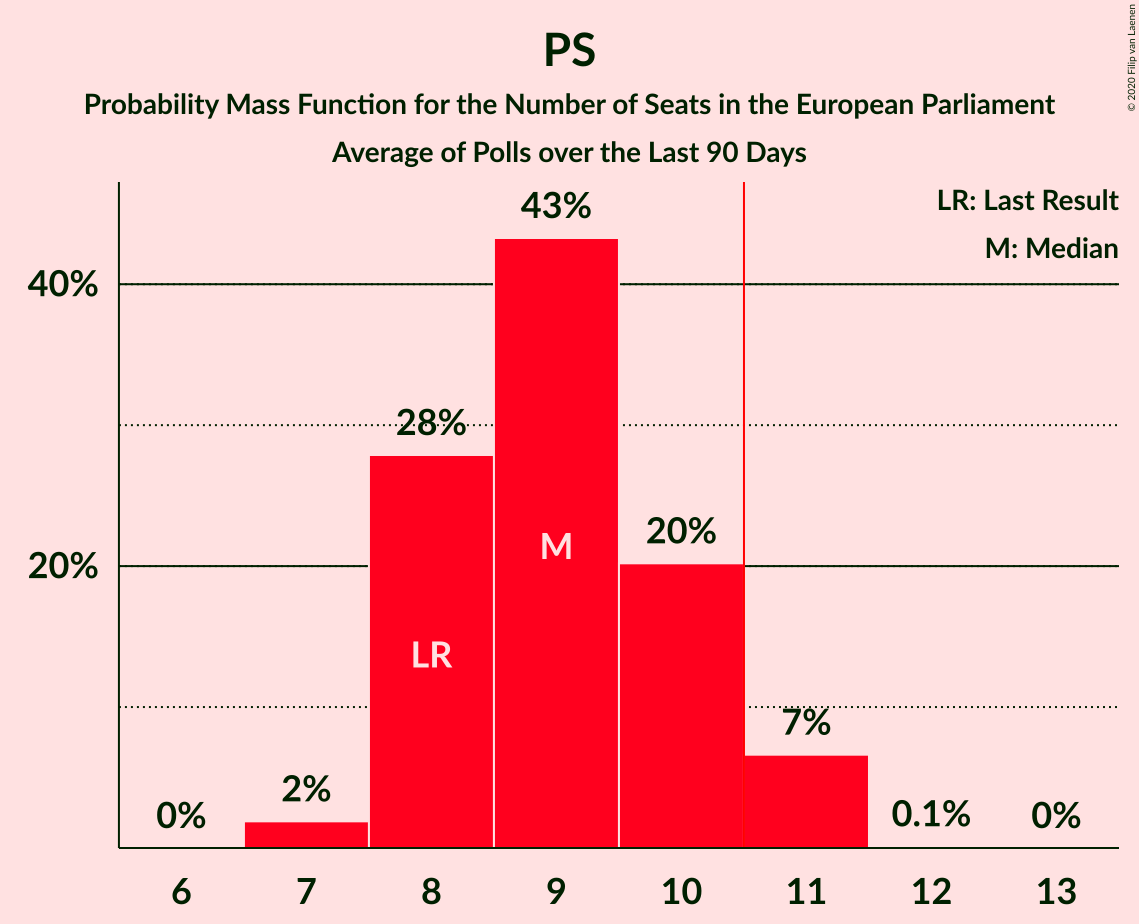 PS
Probability Mass Function for the Number of Seats in the European Parliament
Average of Polls over the Last 90 Days
© 2020 Filip van Laenen
LR: Last Result
M: Median
43%
40%
28%
20%
20%
M
LR
7%
2%
0%
0.1%
0%
6 7 8 9 10 11 12 13